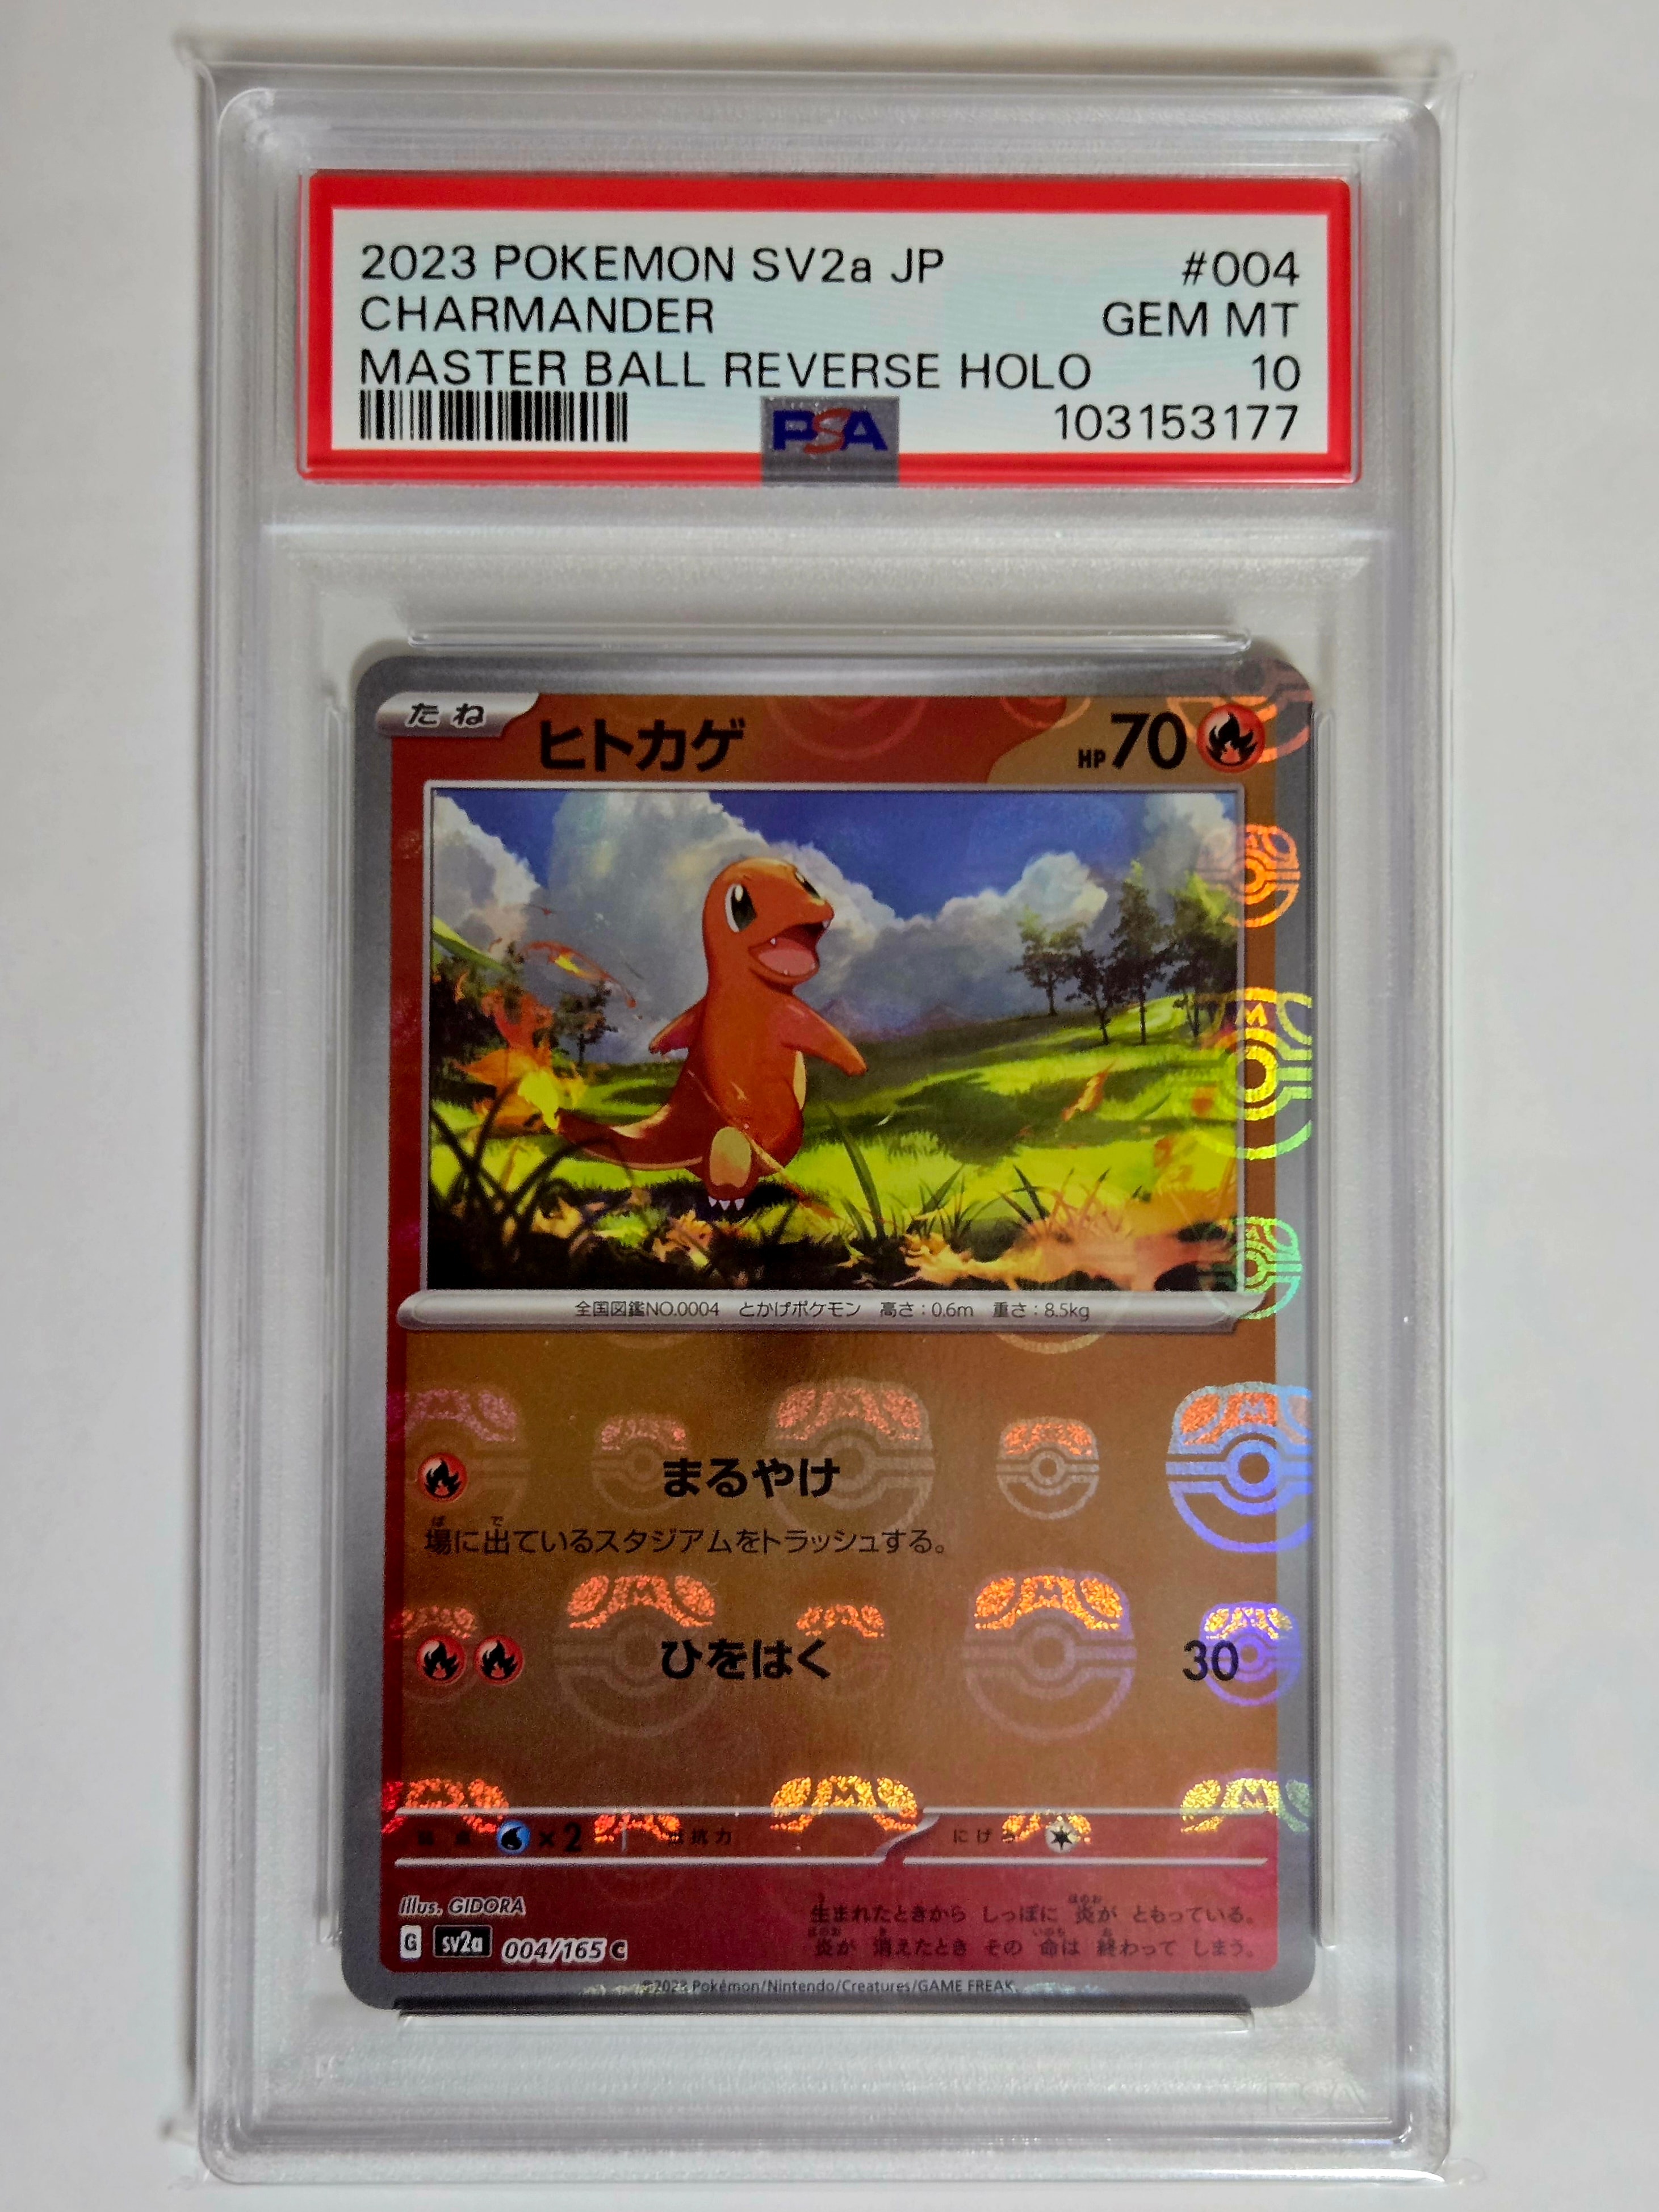 2023 POKEMON SV2a JP #004
CHARMANDER GEM MT
MASTER BALL REVERSE HOLO 10
PSA 103153177
たね ヒトカゲ HP 70
全国図鑑NO.0004 とかげポケモン 高さ:0.6m 重さ:8.5kg
まるやけ
場に出ているスタジアムをトラッシュする。
ひをはく 30
×2 抵抗力 にげる
Illus. GIDORA
生まれたときから しっぽに 炎が ともっている。
炎が 消えたとき その 命は 終わって しまう。
G sv2a 004/165 C
©2023 Pokémon/Nintendo/Creatures/GAME FREAK